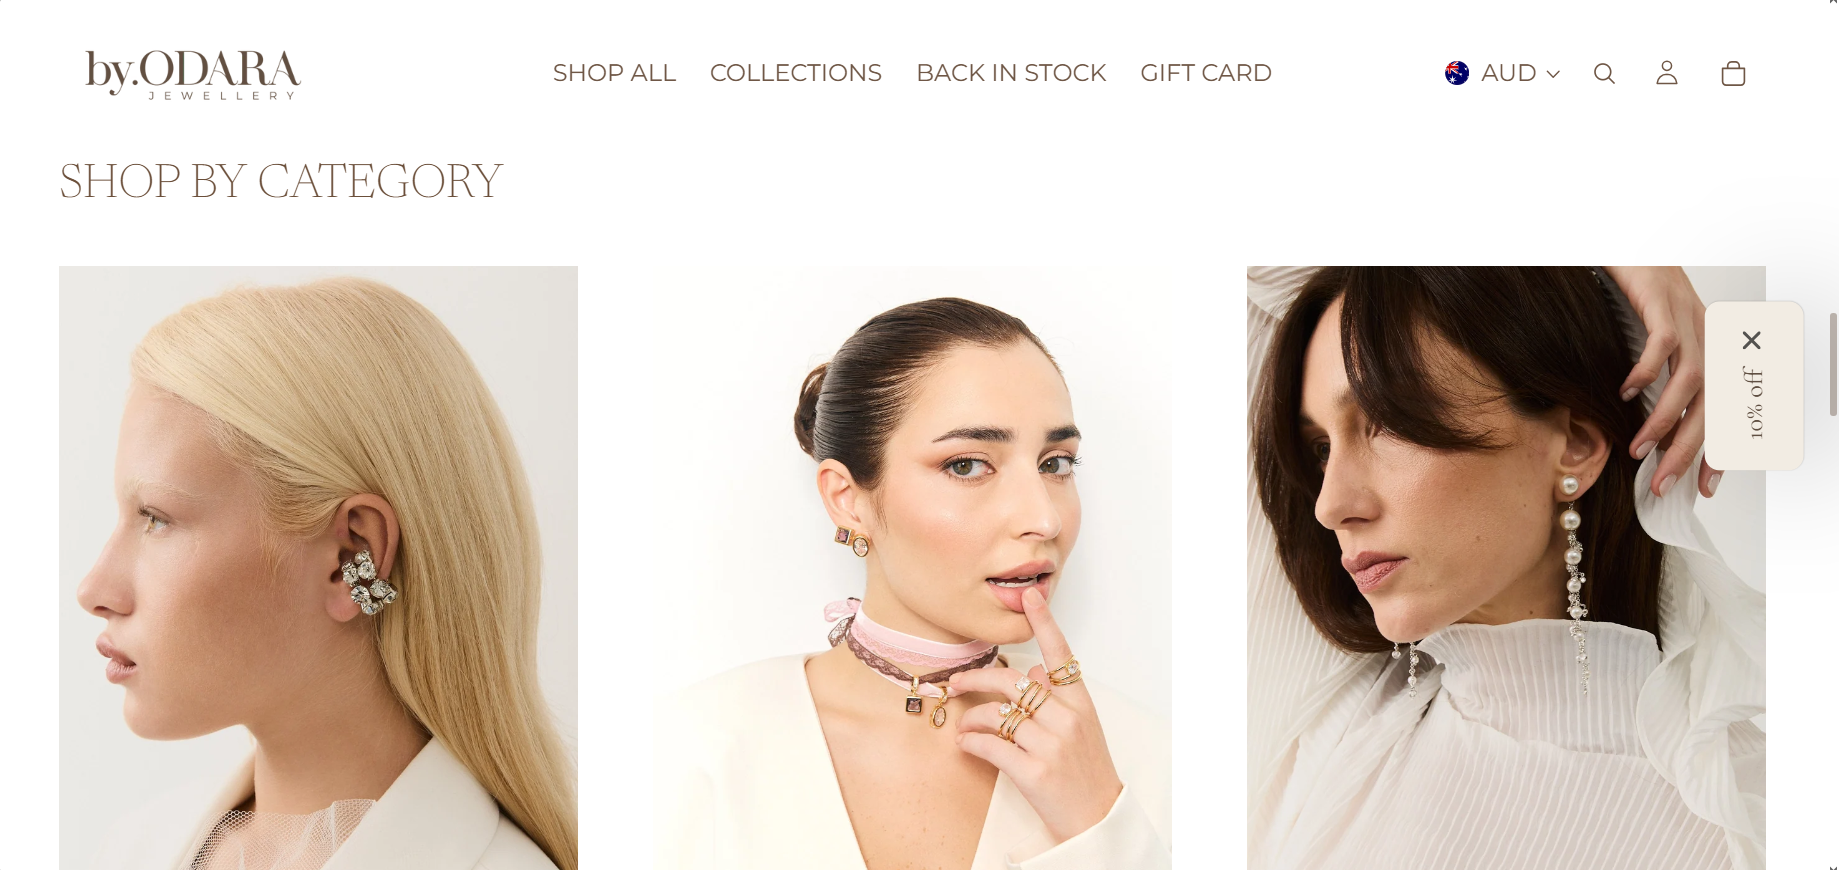 by.ODARA
JEWELLERY
SHOP ALL
COLLECTIONS
BACK IN STOCK
GIFT CARD
AUD
SHOP BY CATEGORY
10% off